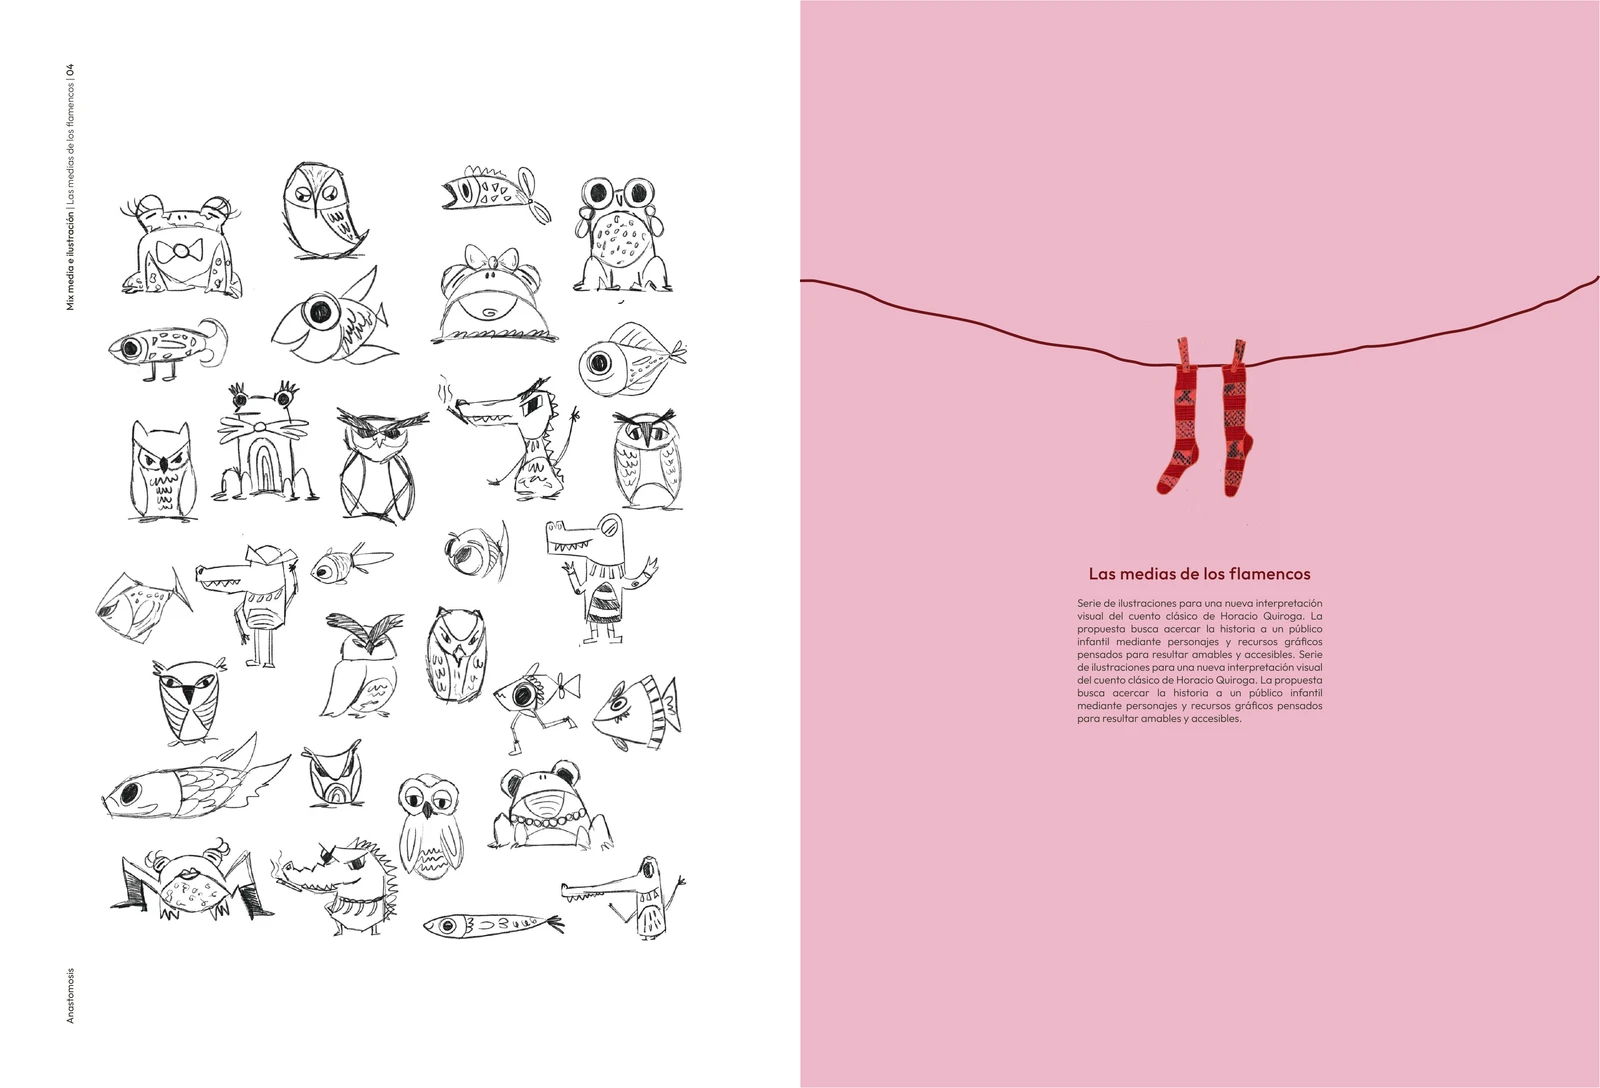 Mix media e ilustración | Las medias de los flamencos | 04
Anastomosis
Las medias de los flamencos
Serie de ilustraciones para una nueva interpretación
visual del cuento clásico de Horacio Quiroga. La
propuesta busca acercar la historia a un público
infantil mediante personajes y recursos gráficos
pensados para resultar amables y accesibles. Serie
de ilustraciones para una nueva interpretación visual
del cuento clásico de Horacio Quiroga. La propuesta
busca acercar la historia a un público infantil
mediante personajes y recursos gráficos pensados
para resultar amables y accesibles.